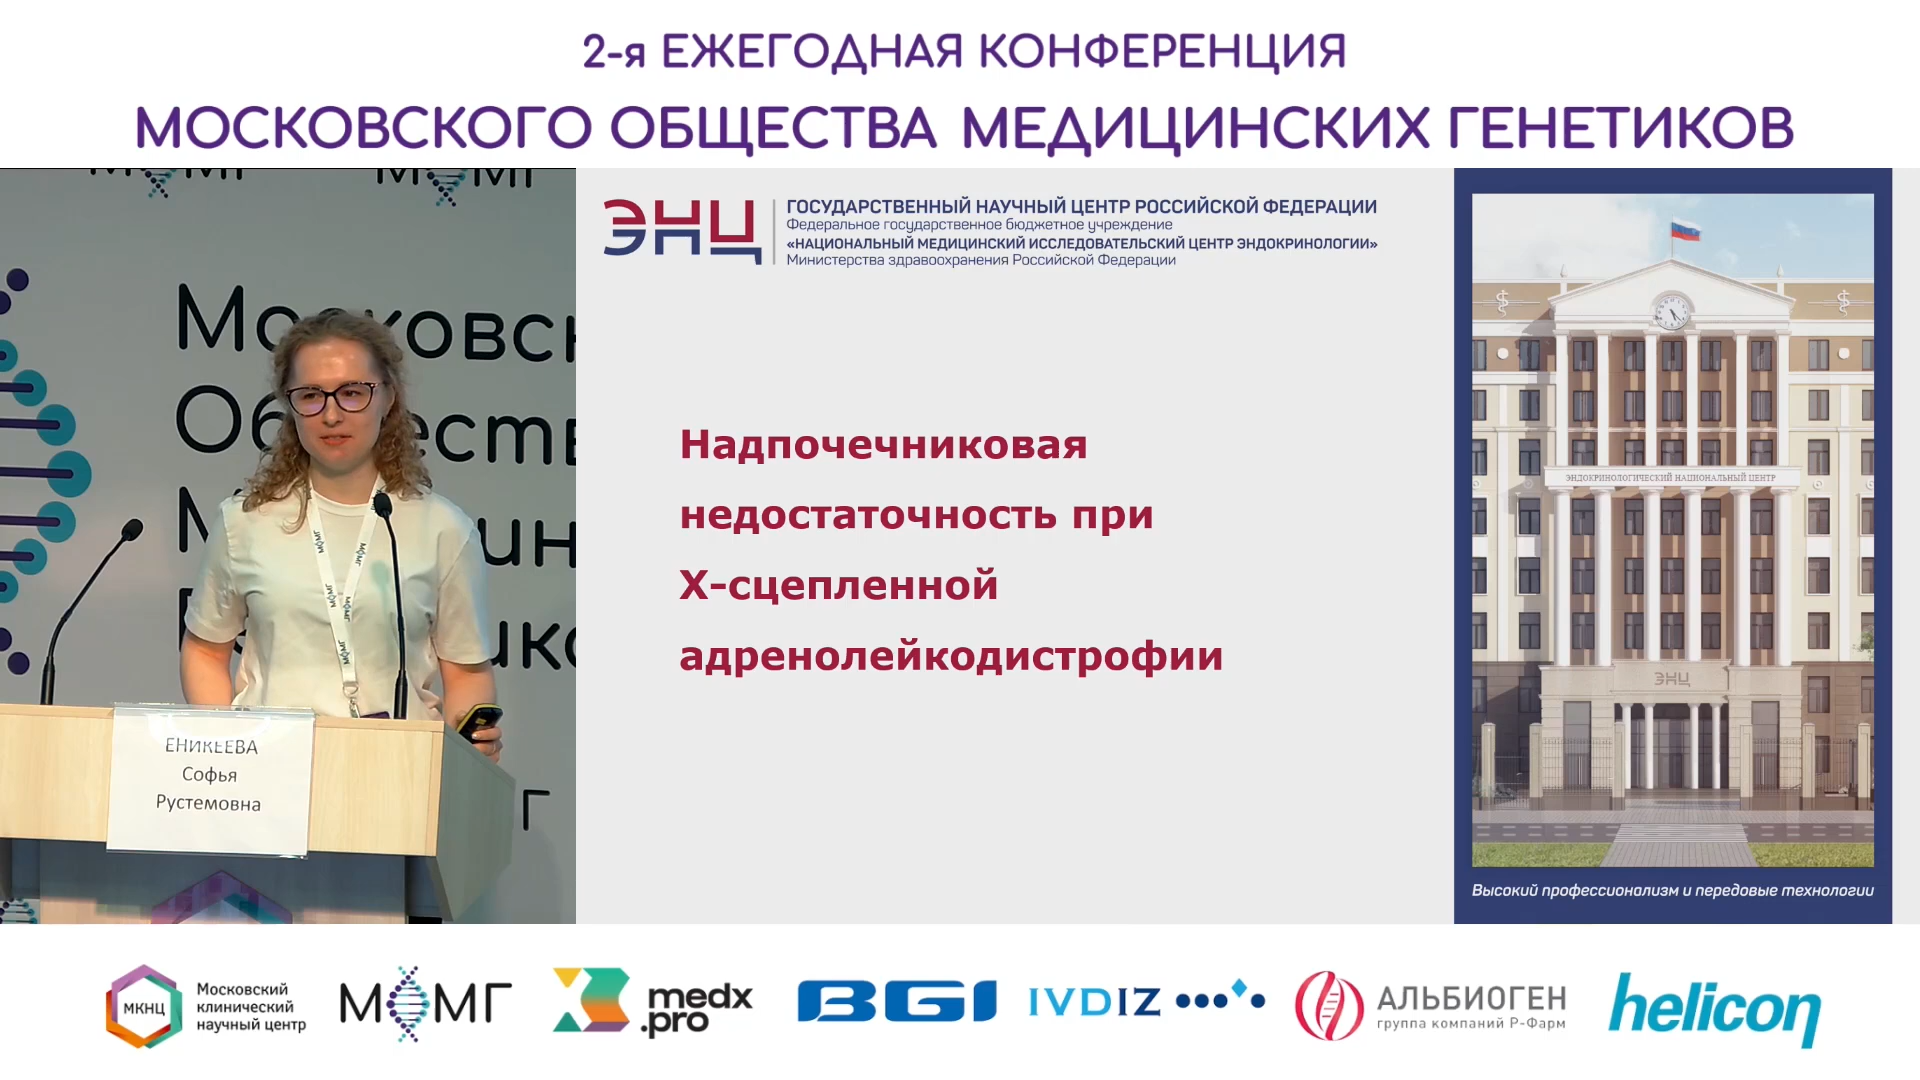 2-я ЕЖЕГОДНАЯ КОНФЕРЕНЦИЯ
МОСКОВСКОГО ОБЩЕСТВА МЕДИЦИНСКИХ ГЕНЕТИКОВ
ЭНЦ
ГОСУДАРСТВЕННЫЙ НАУЧНЫЙ ЦЕНТР РОССИЙСКОЙ ФЕДЕРАЦИИ
Федеральное государственное бюджетное учреждение
«НАЦИОНАЛЬНЫЙ МЕДИЦИНСКИЙ ИССЛЕДОВАТЕЛЬСКИЙ ЦЕНТР ЭНДОКРИНОЛОГИИ»
Министерства здравоохранения Российской Федерации
Надпочечниковая
недостаточность при
Х-сцепленной
адренолейкодистрофии
ЭНДОКРИНОЛОГИЧЕСКИЙ НАЦИОНАЛЬНЫЙ ЦЕНТР
ЭНЦ
Высокий профессионализм и передовые технологии
ЕНИКЕЕВА
Софья
Рустемовна
МКНЦ
Московский
клинический
научный центр
МОМГ
medx
.pro
BGI
IVDIZ
АЛЬБИОГЕН
группа компаний Р-Фарм
helicon